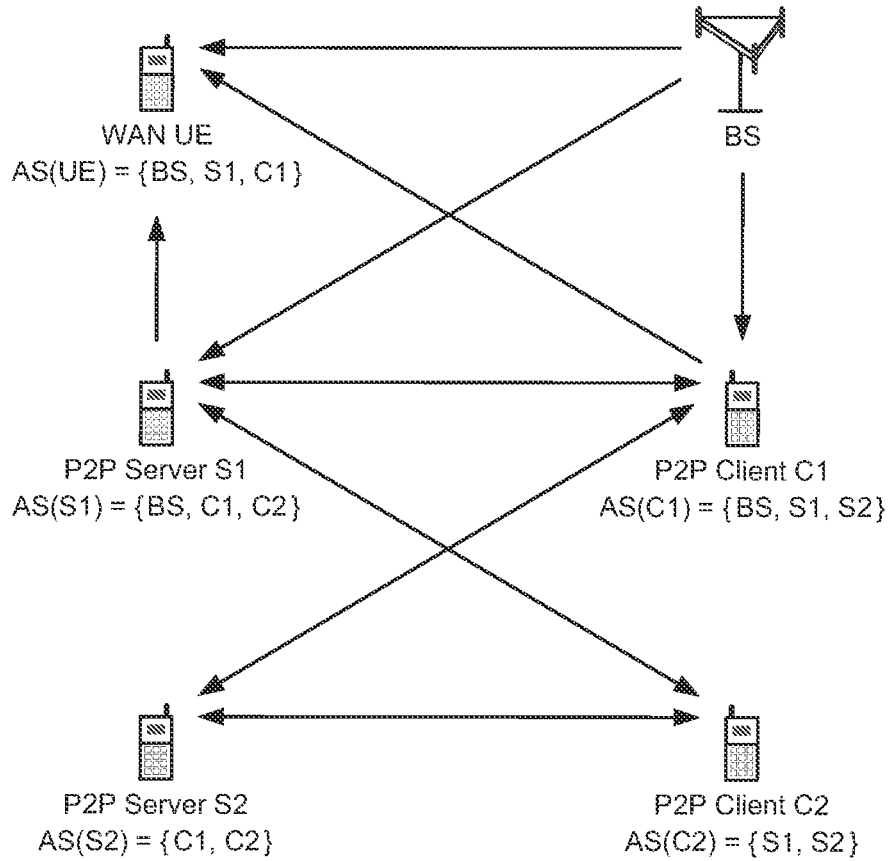 WAN UE
AS(UE) = {BS, S1, C1}
BS
P2P Server S1
AS(S1) = {BS, C1, C2}
P2P Client C1
AS(C1) = {BS, S1, S2}
P2P Server S2
AS(S2) = {C1, C2}
P2P Client C2
AS(C2) = {S1, S2}